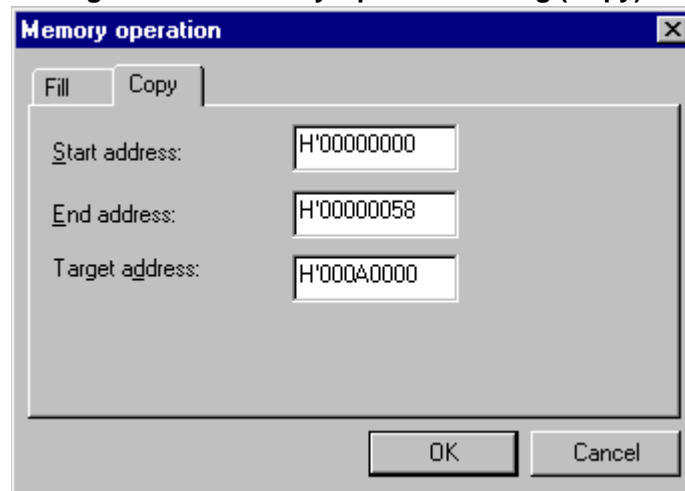 Memory operation
Fill Copy
Start address: H'00000000
End address: H'00000058
Target address: H'000A0000
OK Cancel